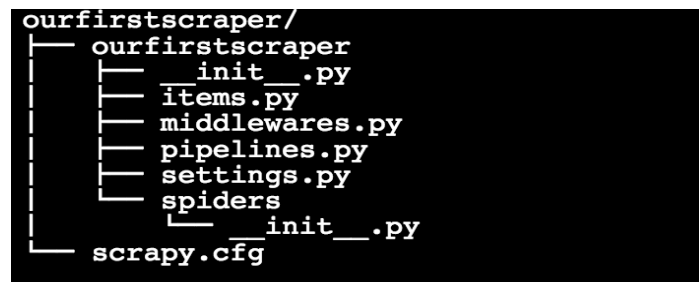 ourfirstscraper/
├── ourfirstscraper
│   ├── __init__.py
│   ├── items.py
│   ├── middlewares.py
│   ├── pipelines.py
│   ├── settings.py
│   └── spiders
│       └── __init__.py
└── scrapy.cfg